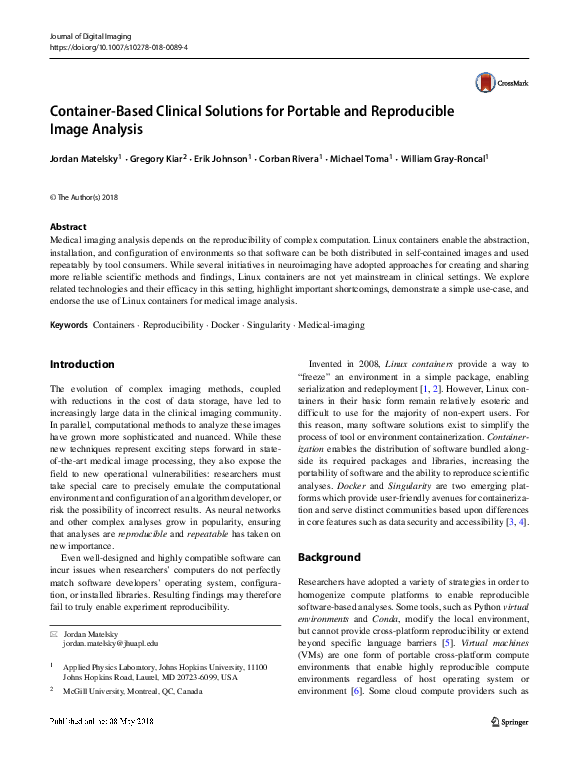 Journal of Digital Imaging
https://doi.org/10.1007/s10278-018-0089-4
CrossMark
Container-Based Clinical Solutions for Portable and Reproducible
Image Analysis
Jordan Matelsky1 · Gregory Kiar2 · Erik Johnson1 · Corban Rivera1 · Michael Toma1 · William Gray-Roncal1
© The Author(s) 2018
Abstract
Medical imaging analysis depends on the reproducibility of complex computation. Linux containers enable the abstraction,
installation, and configuration of environments so that software can be both distributed in self-contained images and used
repeatably by tool consumers. While several initiatives in neuroimaging have adopted approaches for creating and sharing
more reliable scientific methods and findings, Linux containers are not yet mainstream in clinical settings. We explore
related technologies and their efficacy in this setting, highlight important shortcomings, demonstrate a simple use-case, and
endorse the use of Linux containers for medical image analysis.
Keywords Containers · Reproducibility · Docker · Singularity · Medical-imaging
Introduction
The evolution of complex imaging methods, coupled
with reductions in the cost of data storage, have led to
increasingly large data in the clinical imaging community.
In parallel, computational methods to analyze these images
have grown more sophisticated and nuanced. While these
new techniques represent exciting steps forward in state-
of-the-art medical image processing, they also expose the
field to new operational vulnerabilities: researchers must
take special care to precisely emulate the computational
environment and configuration of an algorithm developer, or
risk the possibility of incorrect results. As neural networks
and other complex analyses grow in popularity, ensuring
that analyses are reproducible and repeatable has taken on
new importance.
Even well-designed and highly compatible software can
incur issues when researchers' computers do not perfectly
match software developers' operating system, configura-
tion, or installed libraries. Resulting findings may therefore
fail to truly enable experiment reproducibility.
Jordan Matelsky
jordan.matelsky@jhuapl.edu
1 Applied Physics Laboratory, Johns Hopkins University, 11100
Johns Hopkins Road, Laurel, MD 20723-6099, USA
2 McGill University, Montreal, QC, Canada
Invented in 2008, Linux containers provide a way to
"freeze" an environment in a simple package, enabling
serialization and redeployment [1, 2]. However, Linux con-
tainers in their basic form remain relatively esoteric and
difficult to use for the majority of non-expert users. For
this reason, many software solutions exist to simplify the
process of tool or environment containerization. Container-
ization enables the distribution of software bundled along-
side its required packages and libraries, increasing the
portability of software and the ability to reproduce scientific
analyses. Docker and Singularity are two emerging plat-
forms which provide user-friendly avenues for containeriza-
tion and serve distinct communities based upon differences
in core features such as data security and accessibility [3, 4].
Background
Researchers have adopted a variety of strategies in order to
homogenize compute platforms to enable reproducible
software-based analyses. Some tools, such as Python virtual
environments and Conda, modify the local environment,
but cannot provide cross-platform reproducibility or extend
beyond specific language barriers [5]. Virtual machines
(VMs) are one form of portable cross-platform compute
environments that enable highly reproducible compute
environments regardless of host operating system or
environment [6]. Some cloud compute providers such as
Published online: 08 May 2018
Springer